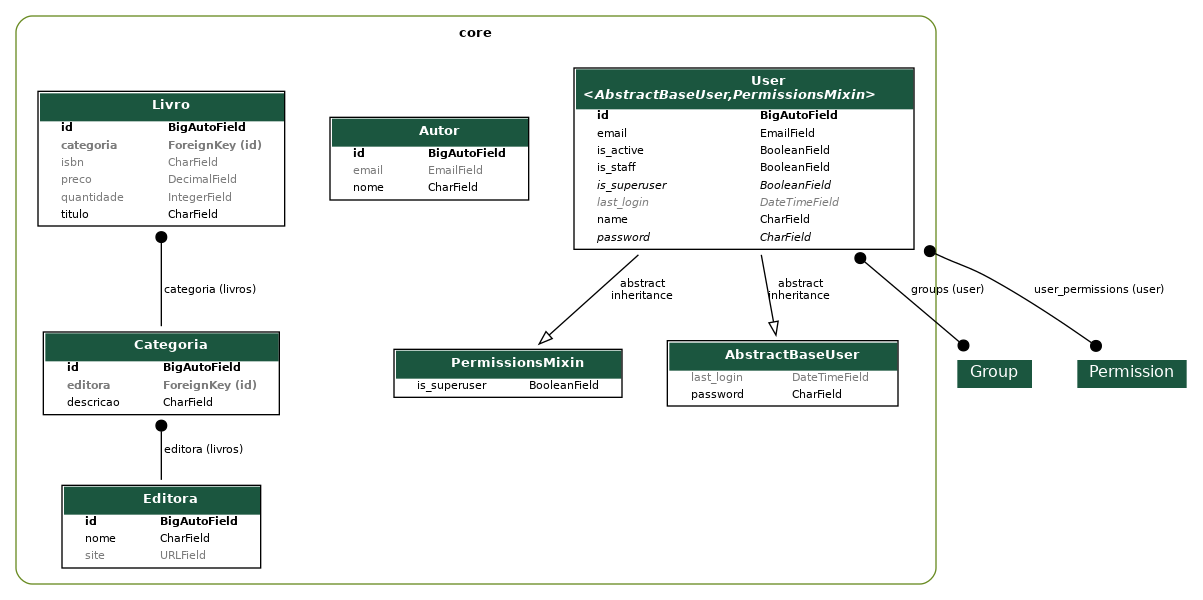 core
Livro
id BigAutoField
categoria ForeignKey (id)
isbn CharField
preco DecimalField
quantidade IntegerField
titulo CharField
Autor
id BigAutoField
email EmailField
nome CharField
User
<AbstractBaseUser,PermissionsMixin>
id BigAutoField
email EmailField
is_active BooleanField
is_staff BooleanField
is_superuser BooleanField
last_login DateTimeField
name CharField
password CharField
categoria (livros)
abstract
inheritance
abstract
inheritance
groups (user)
user_permissions (user)
Categoria
id BigAutoField
editora ForeignKey (id)
descricao CharField
PermissionsMixin
is_superuser BooleanField
AbstractBaseUser
last_login DateTimeField
password CharField
Group
Permission
editora (livros)
Editora
id BigAutoField
nome CharField
site URLField